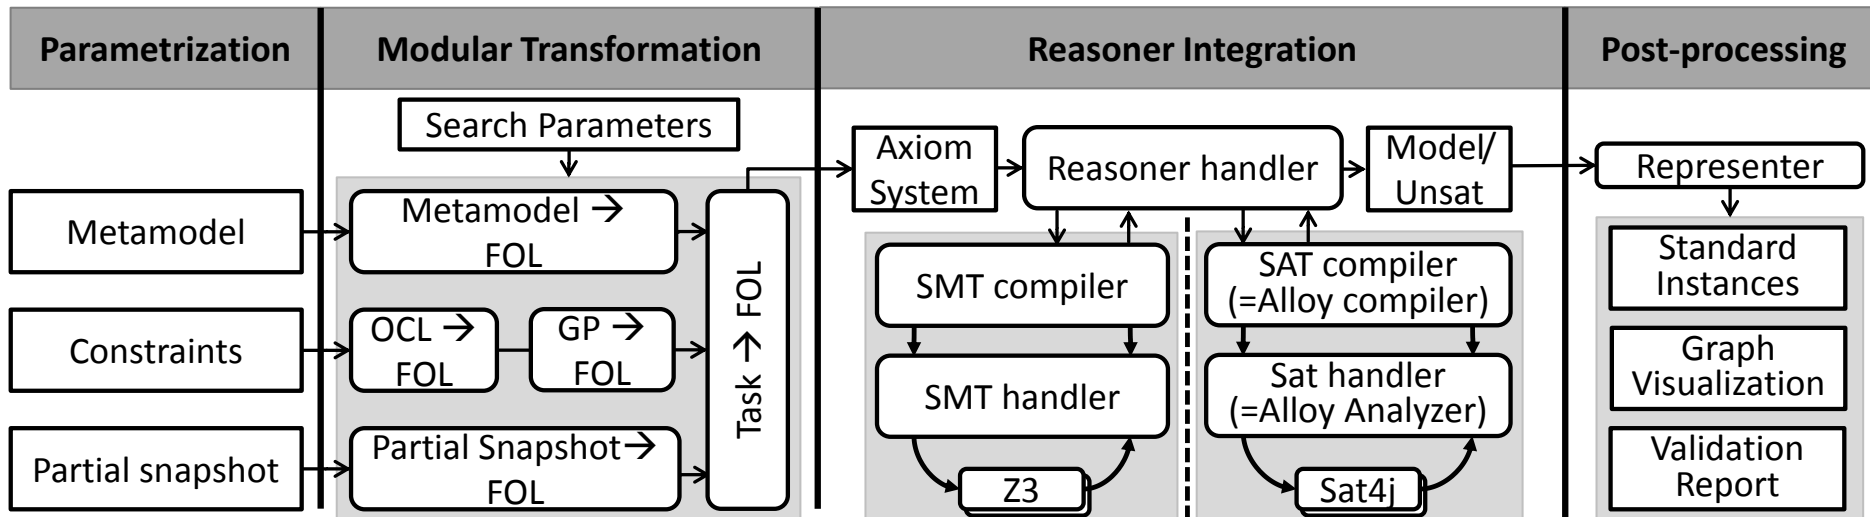 Parametrization
Modular Transformation
Reasoner Integration
Post-processing
Search Parameters
Metamodel
Constraints
Partial snapshot
Metamodel →
FOL
OCL →
FOL
GP →
FOL
Partial Snapshot→
FOL
Task → FOL
Axiom
System
Reasoner handler
Model/
Unsat
SMT compiler
SMT handler
Z3
SAT compiler
(=Alloy compiler)
Sat handler
(=Alloy Analyzer)
Sat4j
Representer
Standard
Instances
Graph
Visualization
Validation
Report